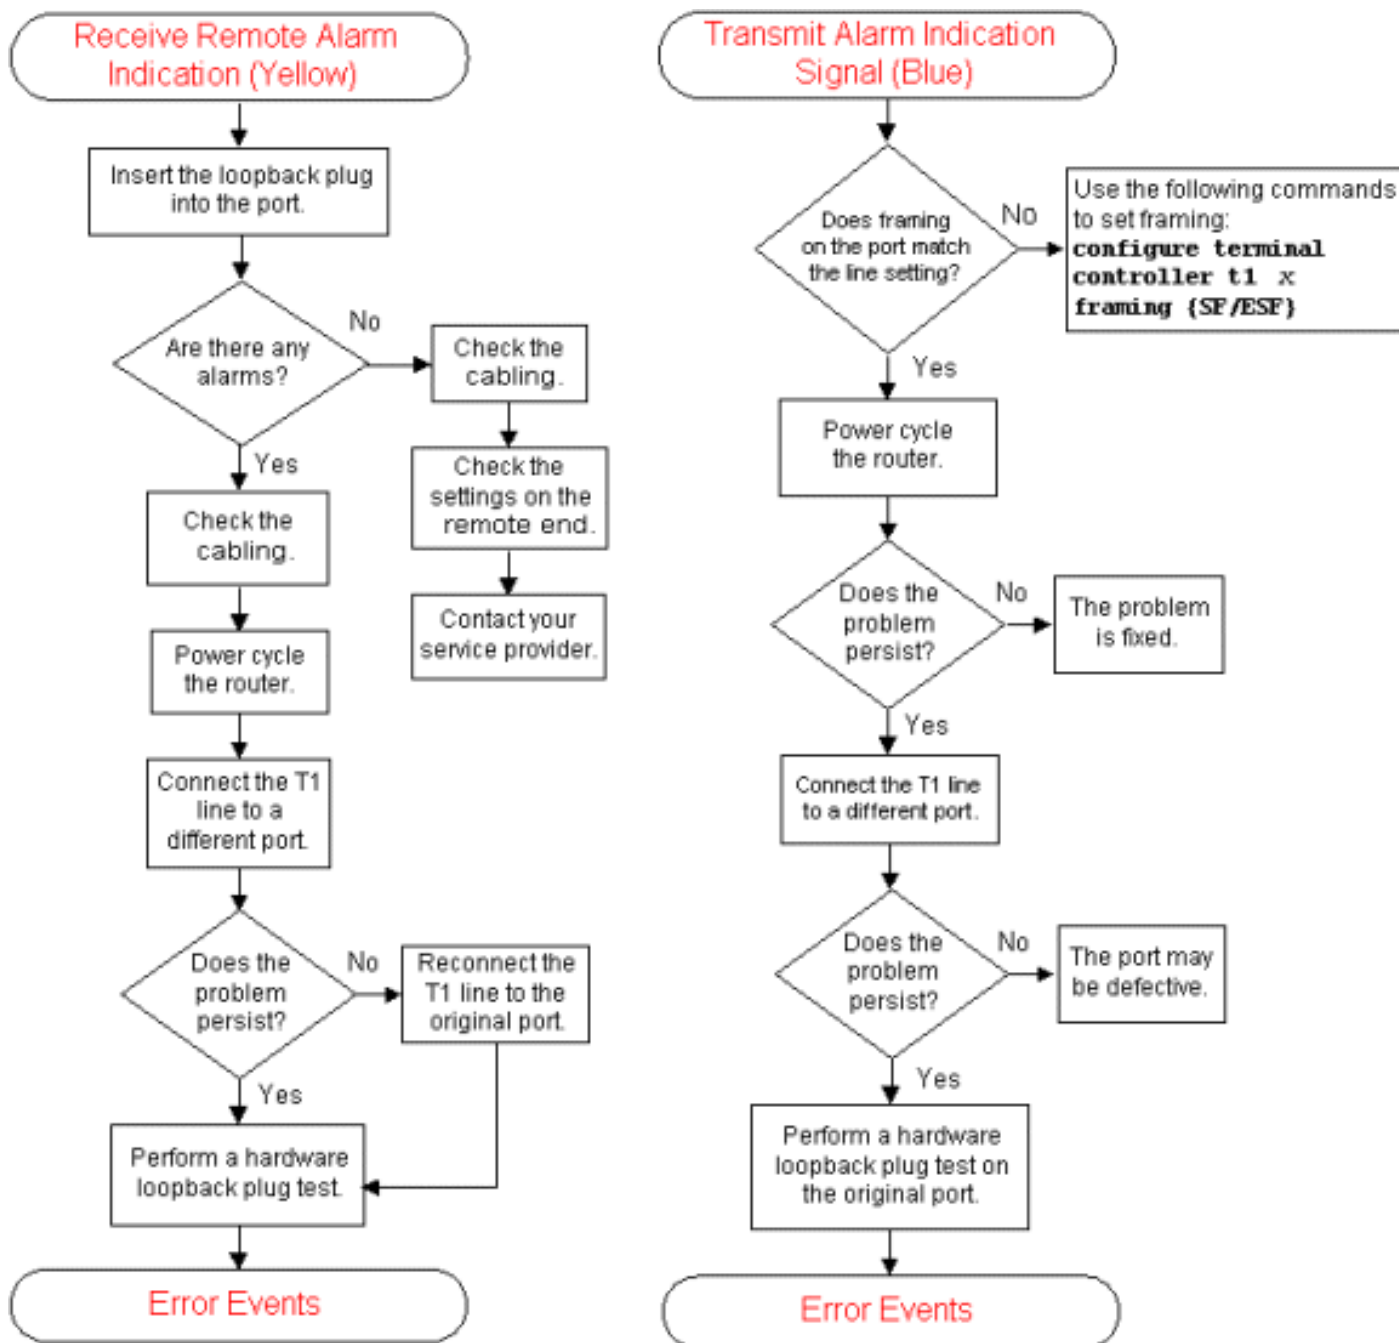 Receive Remote Alarm
Indication (Yellow)
Insert the loopback plug
into the port.
Are there any
alarms?
No
Check the
cabling.
Check the
settings on the
remote end.
Contact your
service provider.
Yes
Check the
cabling.
Power cycle
the router.
Connect the T1
line to a
different port.
Does the
problem
persist?
No
Reconnect the
T1 line to the
original port.
Yes
Perform a hardware
loopback plug test.
Error Events
Transmit Alarm Indication
Signal (Blue)
Does framing
on the port match
the line setting?
No
Use the following commands
to set framing:
configure terminal
controller t1 x
framing {SF/ESF}
Yes
Power cycle
the router.
Does the
problem
persist?
No
The problem
is fixed.
Yes
Connect the T1 line
to a different port.
Does the
problem
persist?
No
The port may
be defective.
Yes
Perform a hardware
loopback plug test on
the original port.
Error Events